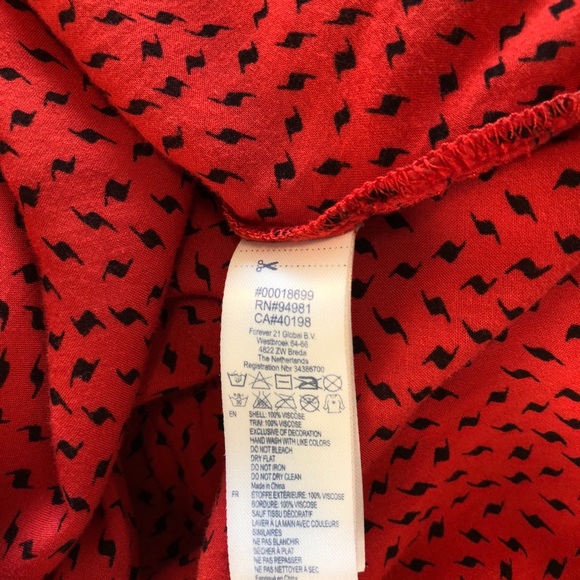 #00018699
RN#94981
CA#40198
Forever 21 Global B.V.
Westbroek 64-66
4822 ZW Breda
The Netherlands
Registration Nbr 34386700
EN SHELL: 100% VISCOSE
TRIM: 100% VISCOSE
EXCLUSIVE OF DECORATION
HAND WASH WITH LIKE COLORS
DO NOT BLEACH
DRY FLAT
DO NOT IRON
DO NOT DRY CLEAN
Made in China
FR ÉTOFFE EXTÉRIEURE: 100% VISCOSE
BORDURE: 100% VISCOSE
SAUF TISSU DÉCORATIF
LAVER À LA MAIN AVEC COULEURS
SIMILAIRES
NE PAS BLANCHIR
SÉCHER À PLAT
NE PAS REPASSER
NE PAS NETTOYER À SEC
Fabriqué en Chine